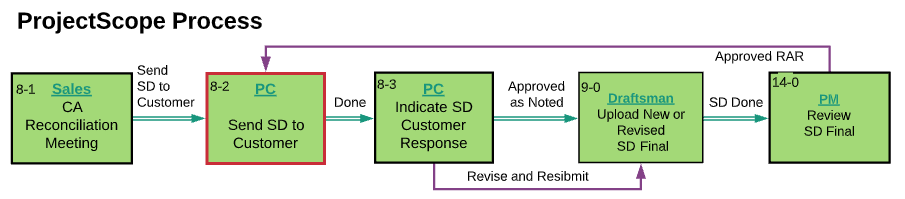 ProjectScope Process
Approved RAR
8-1 Sales
CA
Reconciliation
Meeting
Send
SD to
Customer
8-2 PC
Send SD to
Customer
Done
8-3 PC
Indicate SD
Customer
Response
Approved
as Noted
Revise and Resibmit
9-0
Draftsman
Upload New or
Revised
SD Final
SD Done
14-0
PM
Review
SD Final